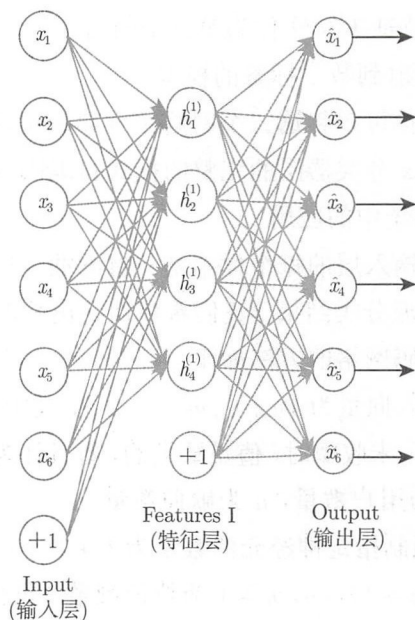 x₁
x₂
x₃
x₄
x₅
x₆
+1
Input
(输入层)
h₁⁽¹⁾
h₂⁽¹⁾
h₃⁽¹⁾
h₄⁽¹⁾
+1
Features I
(特征层)
x̂₁
x̂₂
x̂₃
x̂₄
x̂₅
x̂₆
Output
(输出层)